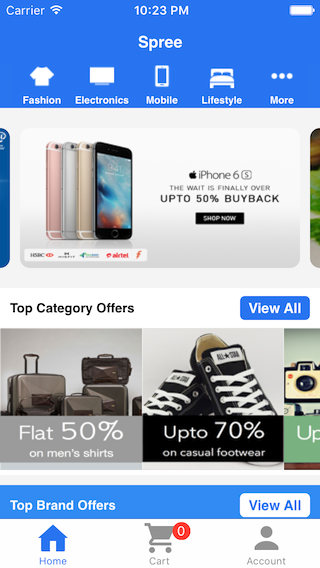 Carrier 10:23 PM
Spree
Fashion Electronics Mobile Lifestyle More
iPhone 6S
THE WAIT IS FINALLY OVER
UPTO 50% BUYBACK
SHOP NOW
HSBC airtel
Top Category Offers View All
ALL STAR
Flat 50% Upto 70% Up
on men's shirts on casual footwear
Top Brand Offers View All
0
Home Cart Account